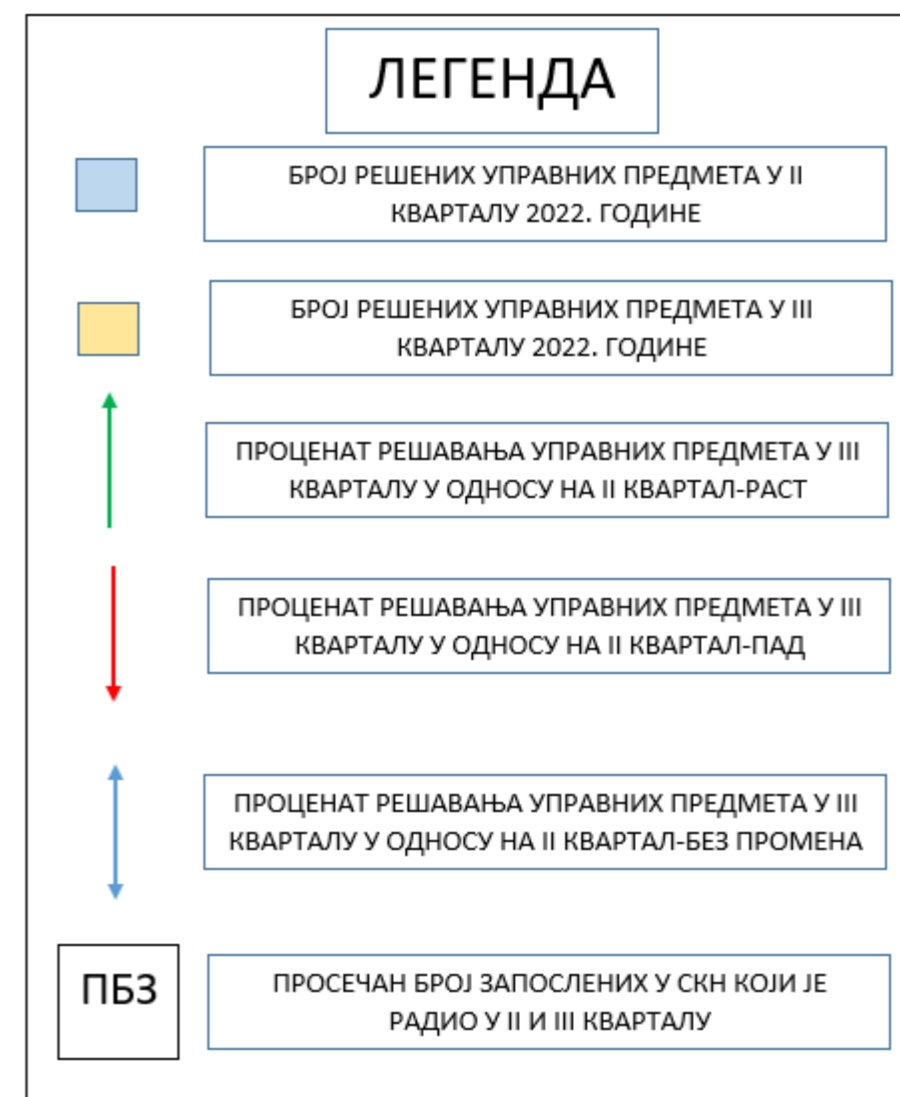 ЛЕГЕНДА
БРОЈ РЕШЕНИХ УПРАВНИХ ПРЕДМЕТА У II
КВАРТАЛУ 2022. ГОДИНЕ
БРОЈ РЕШЕНИХ УПРАВНИХ ПРЕДМЕТА У III
КВАРТАЛУ 2022. ГОДИНЕ
ПРОЦЕНАТ РЕШАВАЊА УПРАВНИХ ПРЕДМЕТА У III
КВАРТАЛУ У ОДНОСУ НА II КВАРТАЛ-РАСТ
ПРОЦЕНАТ РЕШАВАЊА УПРАВНИХ ПРЕДМЕТА У III
КВАРТАЛУ У ОДНОСУ НА II КВАРТАЛ-ПАД
ПРОЦЕНАТ РЕШАВАЊА УПРАВНИХ ПРЕДМЕТА У III
КВАРТАЛУ У ОДНОСУ НА II КВАРТАЛ-БЕЗ ПРОМЕНА
ПБЗ
ПРОСЕЧАН БРОЈ ЗАПОСЛЕНИХ У СКН КОЈИ ЈЕ
РАДИО У II И III КВАРТАЛУ